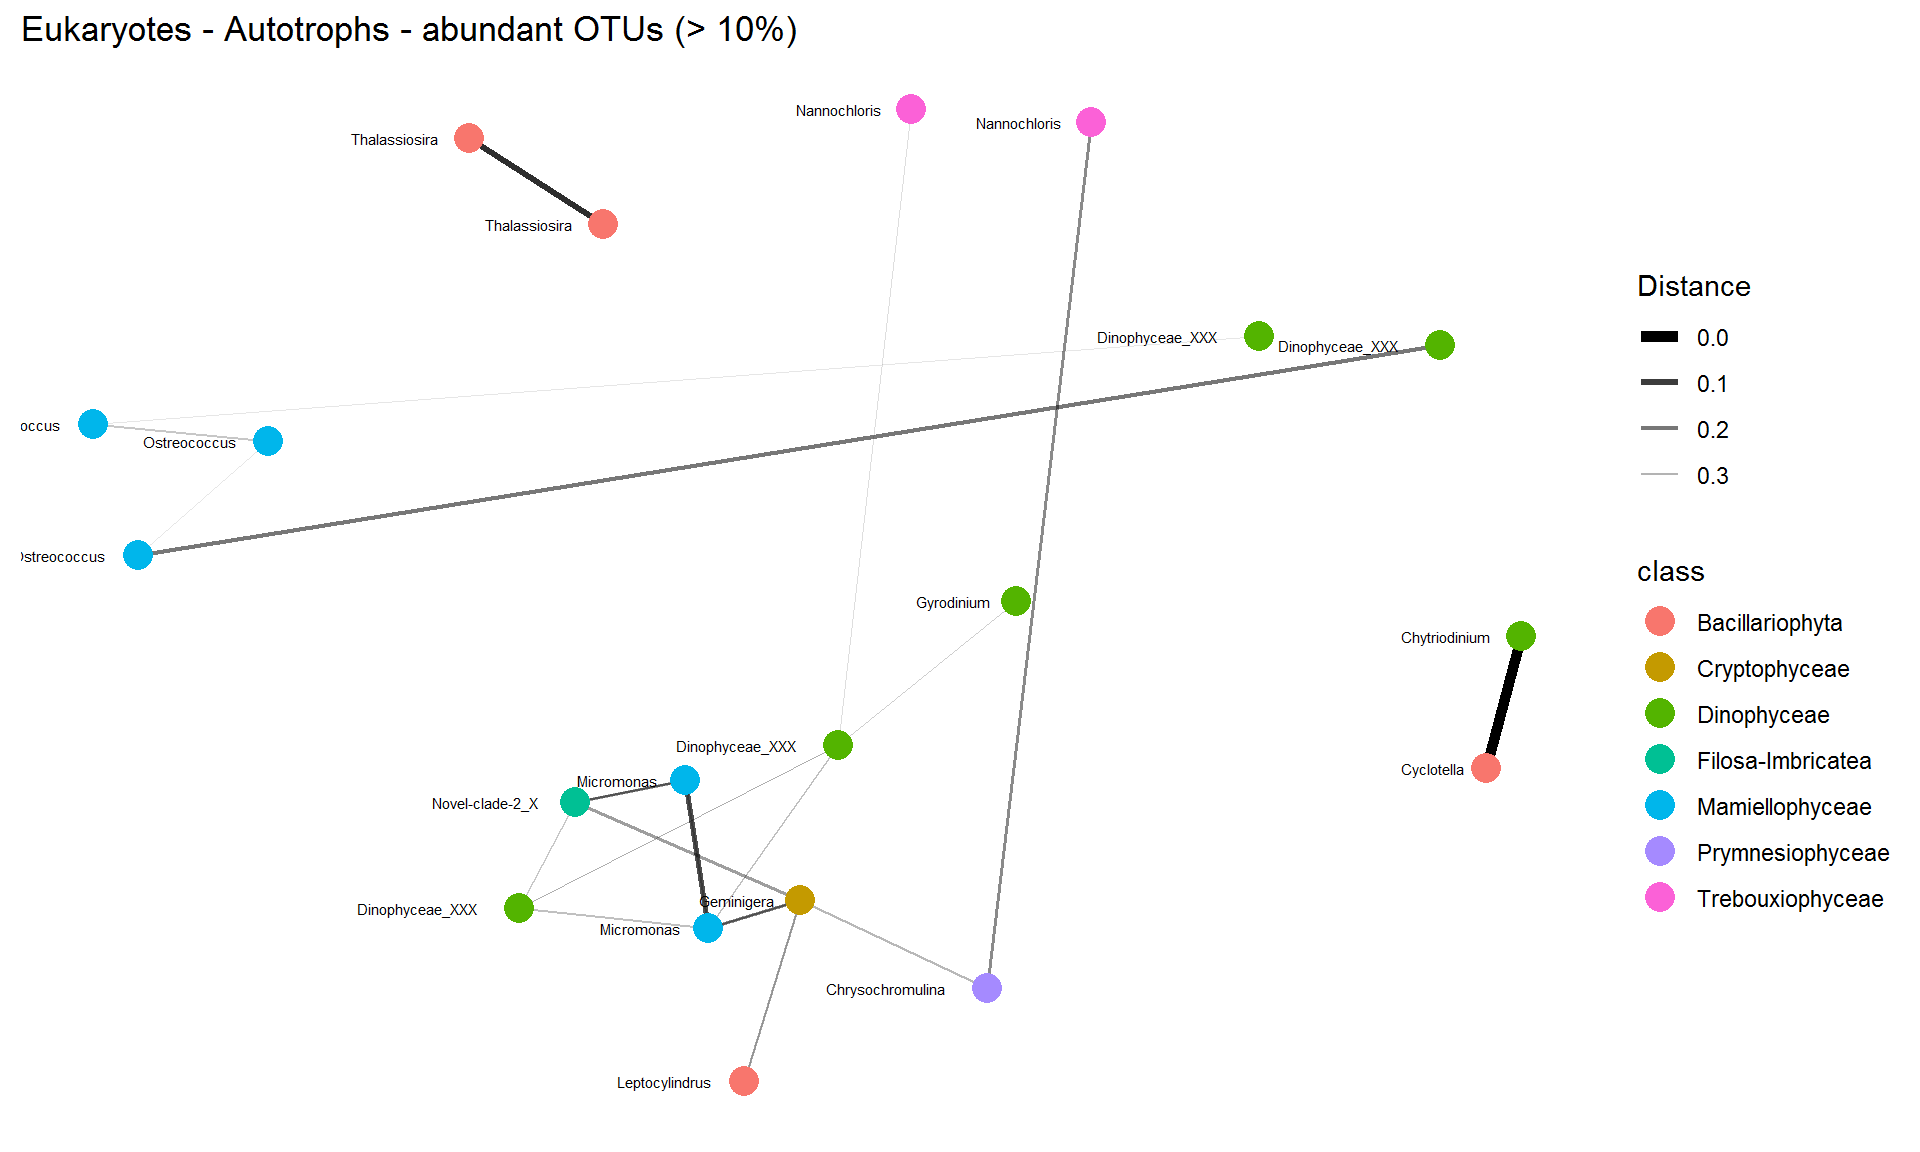 Eukaryotes - Autotrophs - abundant OTUs (> 10%)
Nannochloris
Nannochloris
Thalassiosira
Thalassiosira
Distance
0.0
0.1
0.2
0.3
Dinophyceae_XXX
Dinophyceae_XXX
occus
Ostreococcus
streococcus
Gyrodinium
Chytriodinium
Cyclotella
Dinophyceae_XXX
Micromonas
Novel-clade-2_X
Geminigera
Dinophyceae_XXX
Micromonas
Chrysochromulina
Leptocylindrus
class
Bacillariophyta
Cryptophyceae
Dinophyceae
Filosa-Imbricatea
Mamiellophyceae
Prymnesiophyceae
Trebouxiophyceae